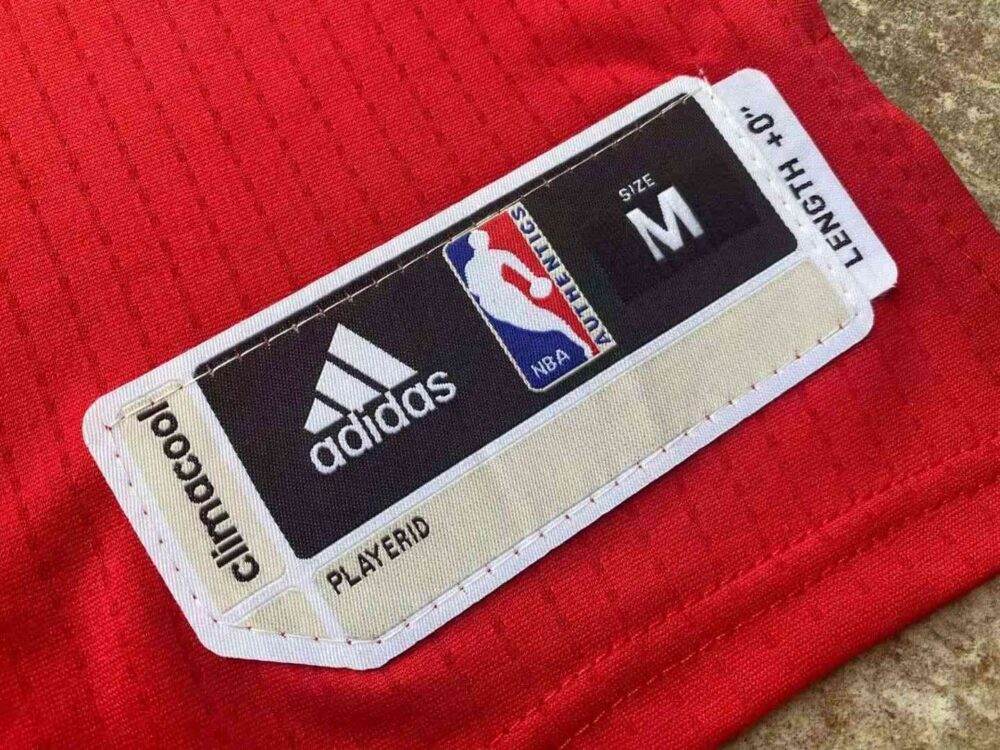 climacool
adidas
NBA
AUTHENTICS
SIZE
M
LENGTH +0"
PLAYERID